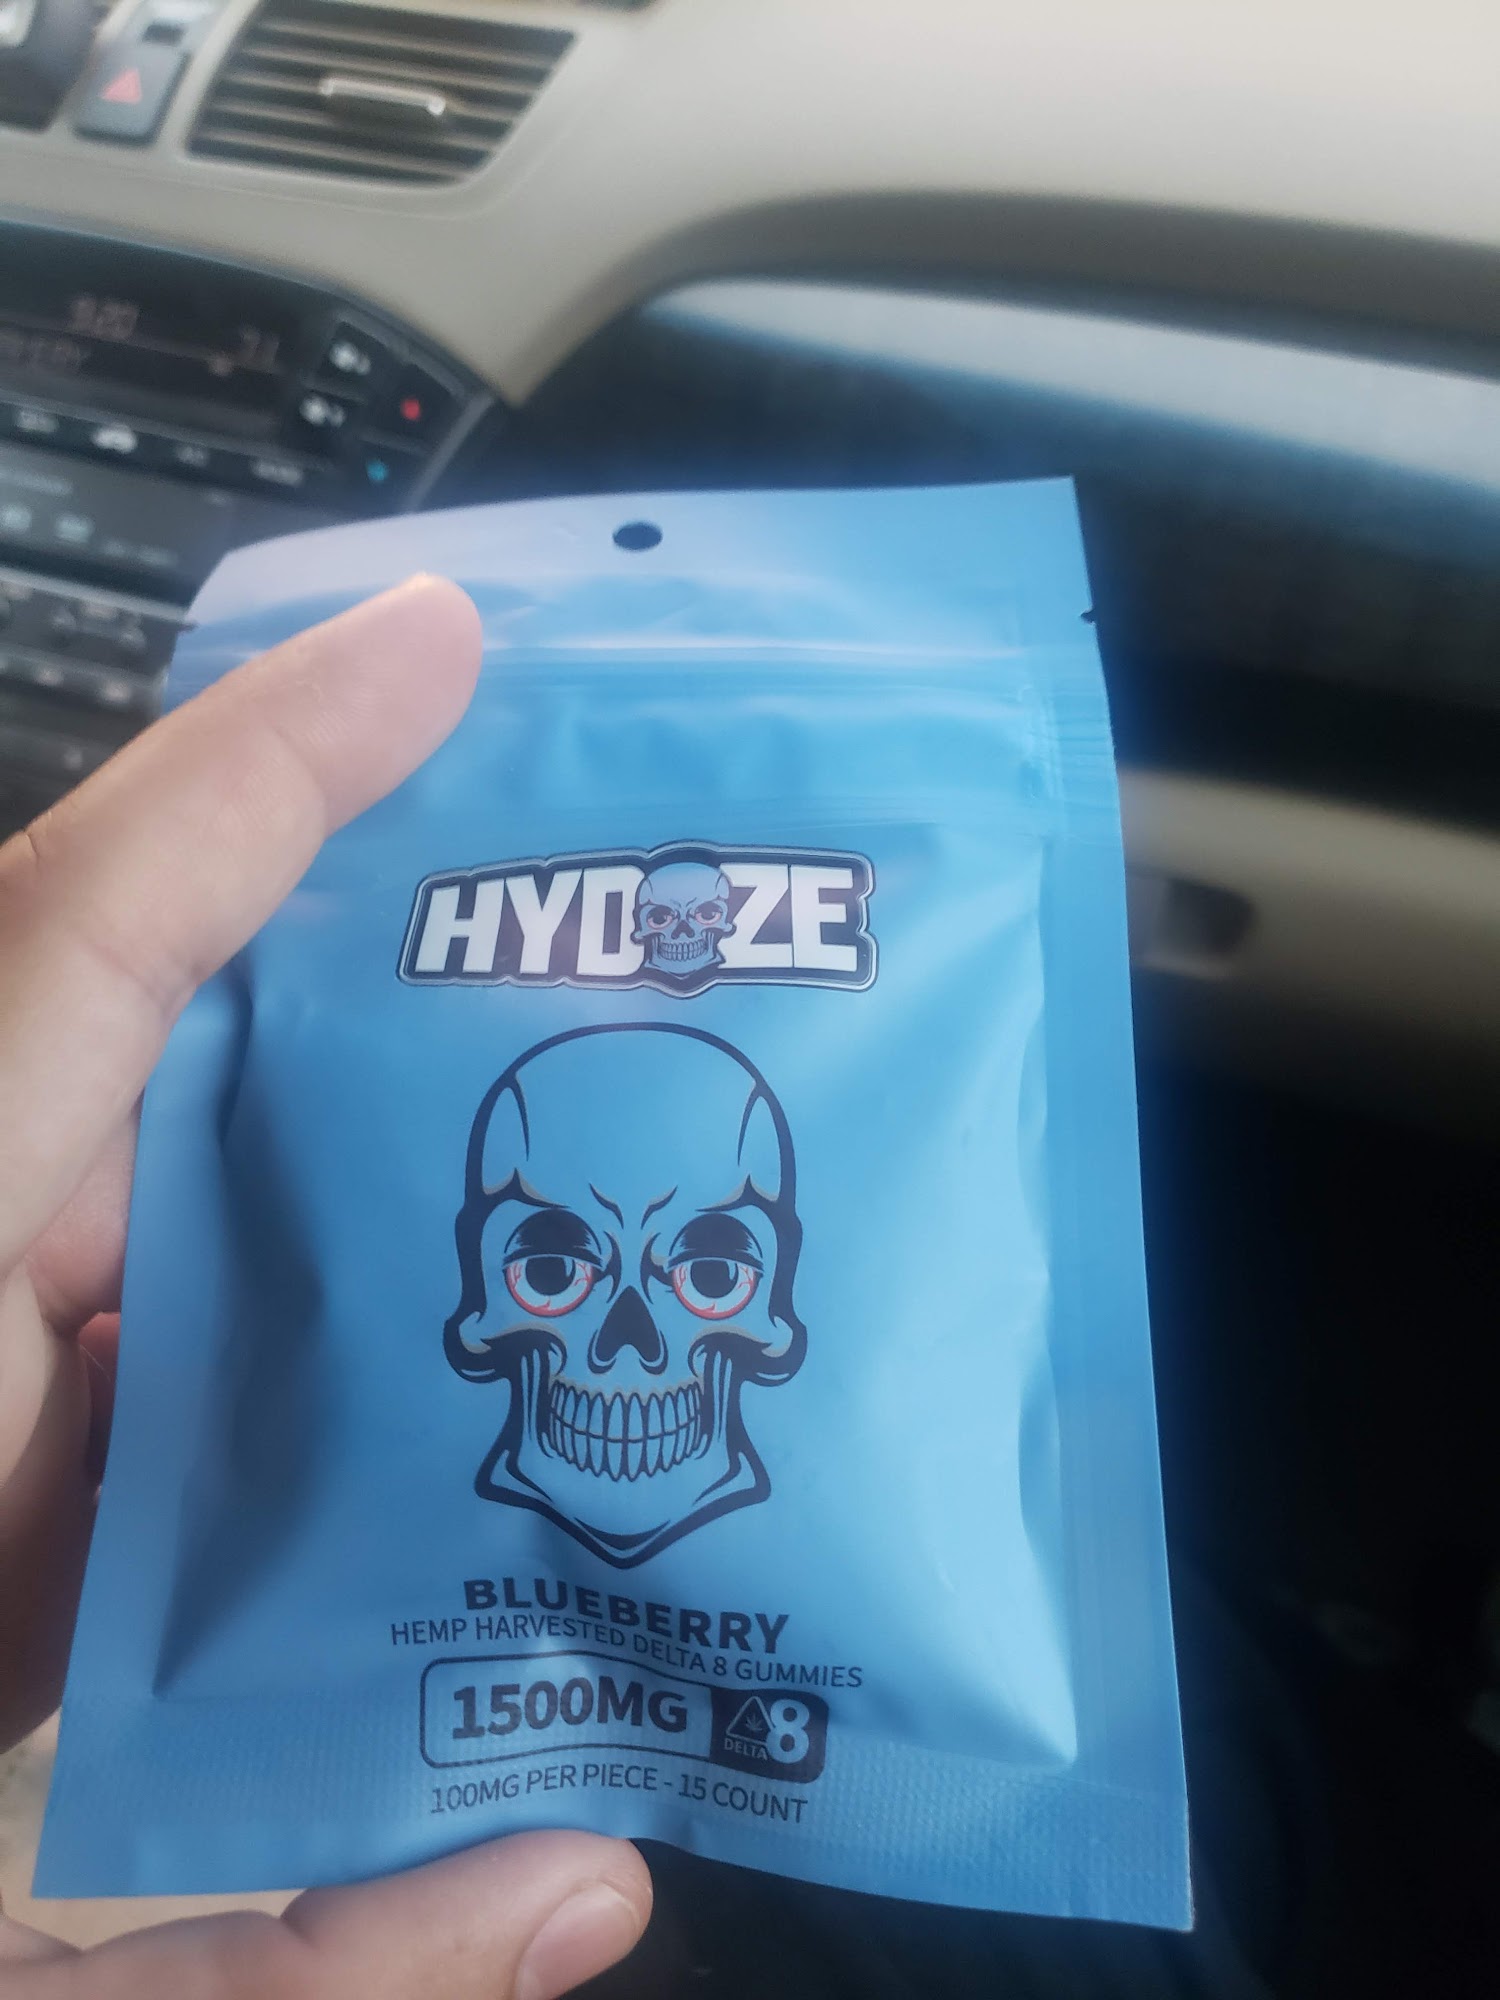 HYDOZE
BLUEBERRY
HEMP HARVESTED DELTA 8 GUMMIES
1500MG
DELTA 8
100MG PER PIECE - 15 COUNT